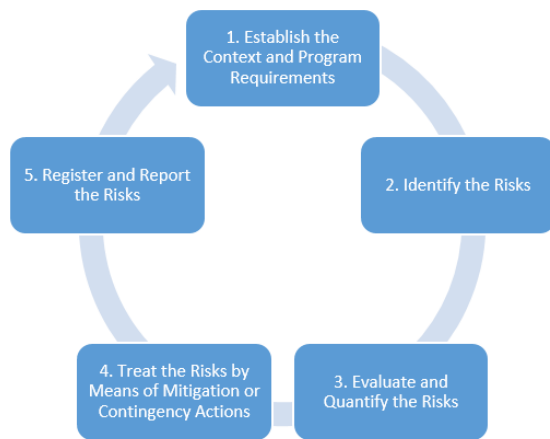 1. Establish the
Context and Program
Requirements
2. Identify the Risks
3. Evaluate and
Quantify the Risks
4. Treat the Risks by
Means of Mitigation or
Contingency Actions
5. Register and Report
the Risks